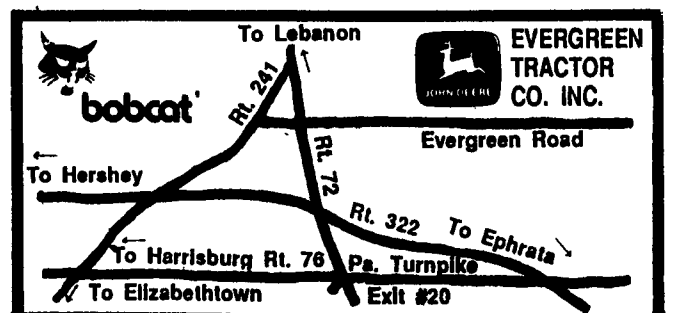 To Lebanon
EVERGREEN
TRACTOR
CO. INC.
JOHN DEERE
bobcat
Rt. 241
Evergreen Road
Rt. 72
To Hershey
Rt. 322
To Ephrata
To Harrisburg Rt. 76
Pa. Turnpike
To Elizabethtown
Exit #20